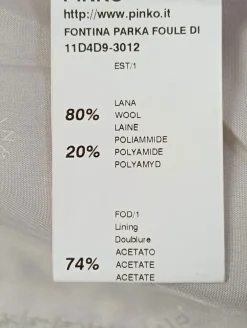 http://www.pinko.it
FONTINA PARKA FOULE DI
11D4D9-3012
EST/1
LANA
80% WOOL
LAINE
POLIAMMIDE
20% POLYAMIDE
POLYAMYD
FOD/1
Lining
Doublure
ACETATO
74% ACETATE
ACETATE